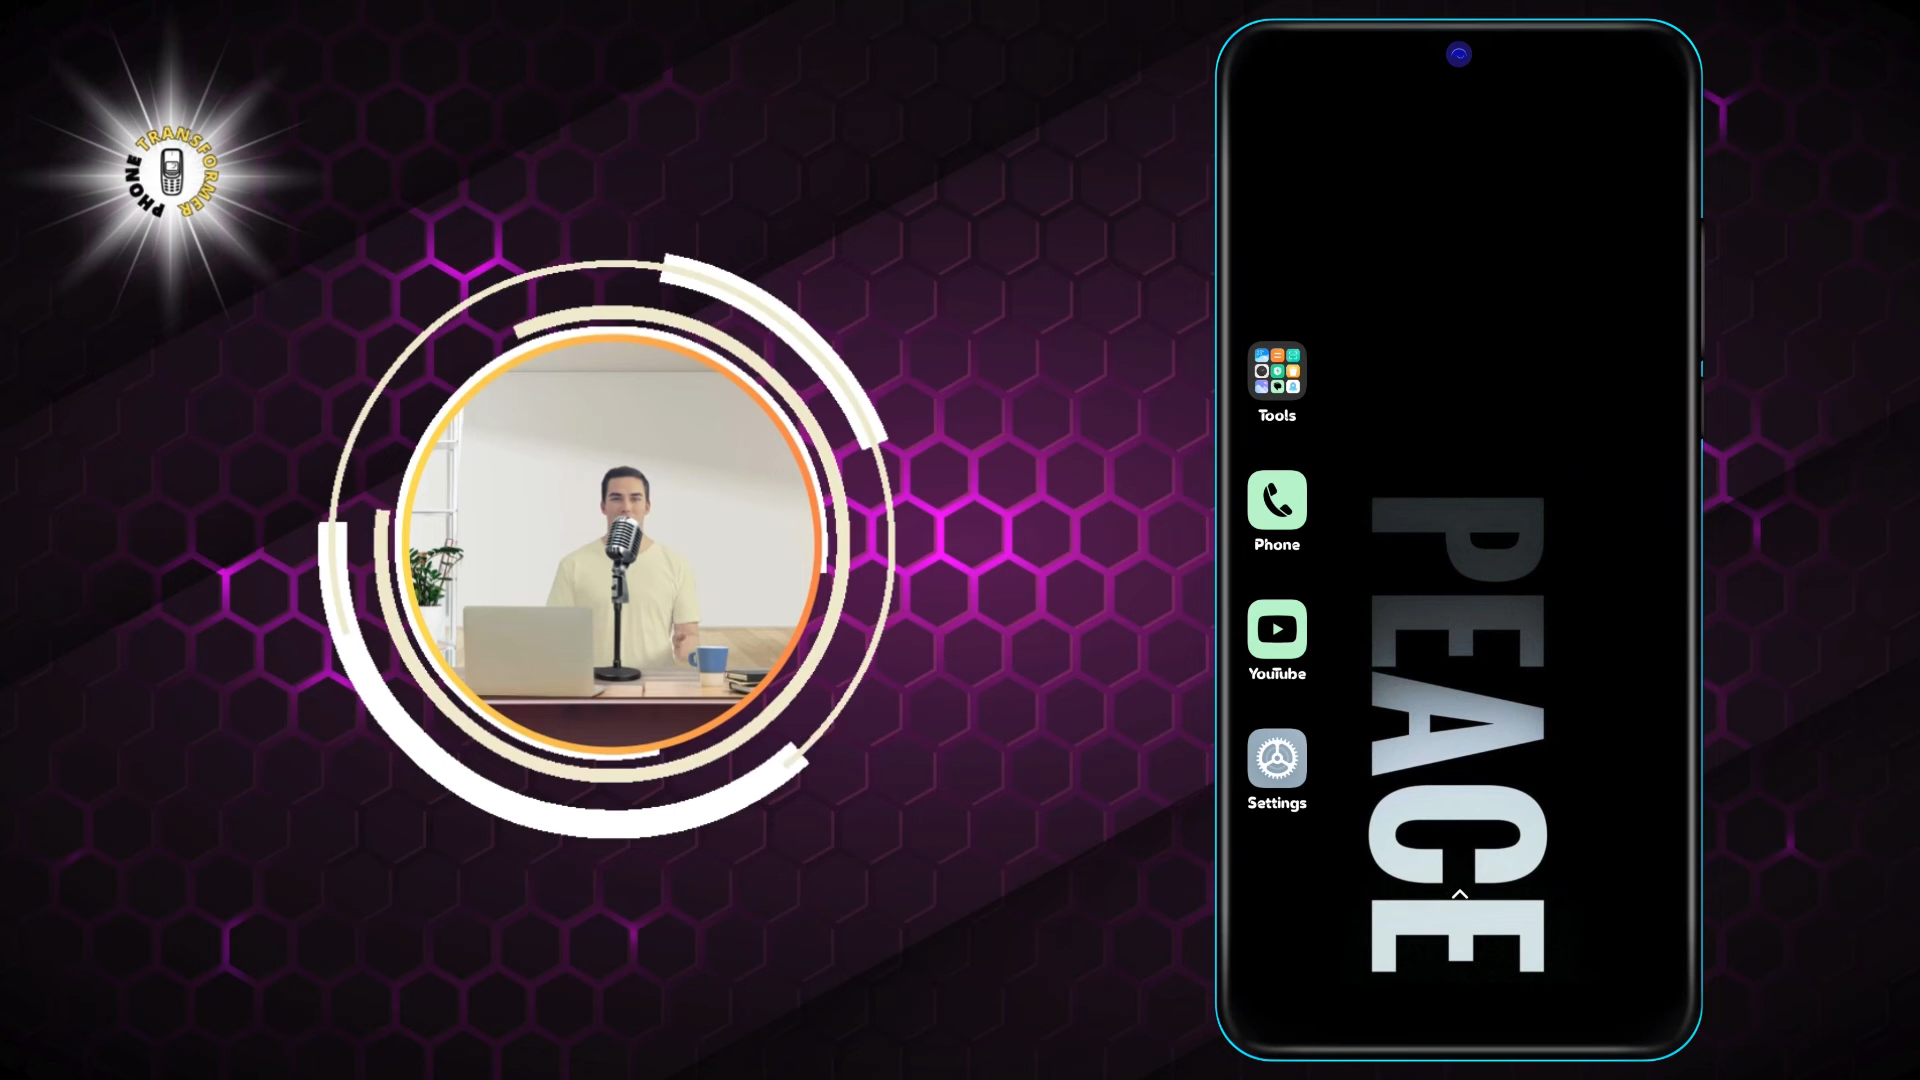 PHONE TRANSFORMER
Tools
Phone
YouTube
Settings
PEACE